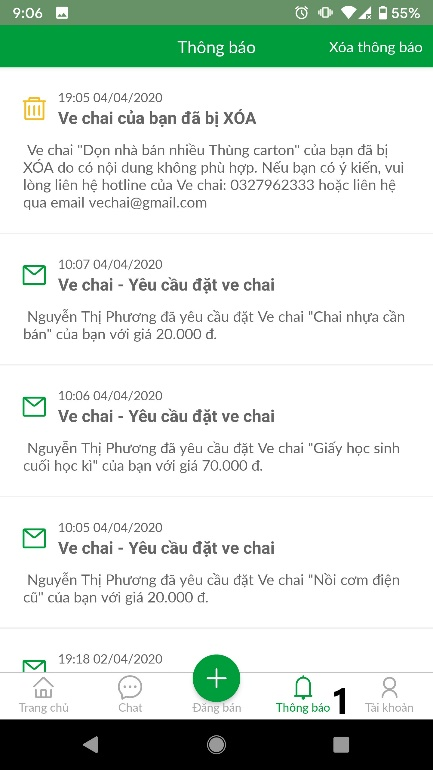 9:06 55%
Thông báo Xóa thông báo
19:05 04/04/2020
Ve chai của bạn đã bị XÓA
Ve chai "Dọn nhà bán nhiều Thùng carton" của bạn đã bị
XÓA do có nội dung không phù hợp. Nếu bạn có ý kiến, vui
lòng liên hệ hotline của Ve chai: 0327962333 hoặc liên hệ
qua email vechai@gmail.com
10:07 04/04/2020
Ve chai - Yêu cầu đặt ve chai
Nguyễn Thị Phương đã yêu cầu đặt Ve chai "Chai nhựa cần
bán" của bạn với giá 20.000 đ.
10:06 04/04/2020
Ve chai - Yêu cầu đặt ve chai
Nguyễn Thị Phương đã yêu cầu đặt Ve chai "Giấy học sinh
cuối học kì" của bạn với giá 70.000 đ.
10:05 04/04/2020
Ve chai - Yêu cầu đặt ve chai
Nguyễn Thị Phương đã yêu cầu đặt Ve chai "Nồi cơm điện
cũ" của bạn với giá 20.000 đ.
19:18 02/04/2020
Trang chủ Chat Đăng bán Thông báo 1 Tài khoản